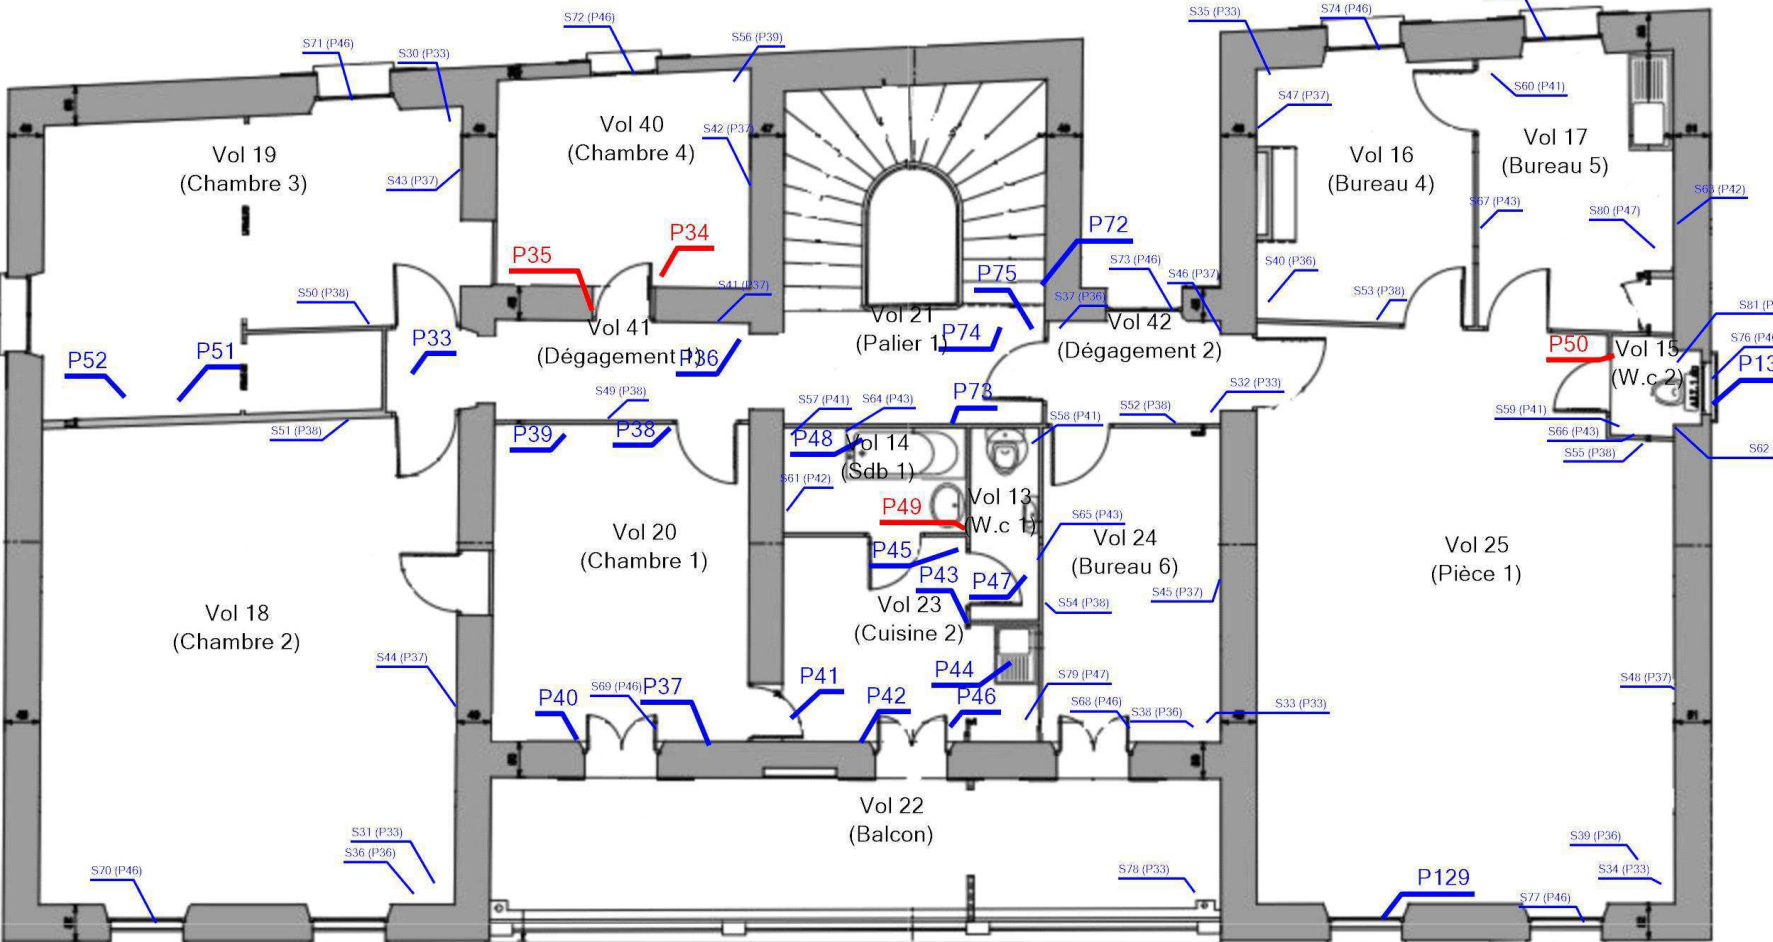 S35 (P33)
S74 (P46)
S72 (P46)
S71 (P46)
S30 (P33)
S56 (P39)
S60 (P41)
S47 (P37)
Vol 40
(Chambre 4)
S42 (P37)
Vol 17
(Bureau 5)
Vol 19
(Chambre 3)
Vol 16
(Bureau 4)
S43 (P37)
S63 (P42)
S67 (P43)
S80 (P47)
P34
P35
P72
P75
S73 (P46)
S46 (P37)
S40 (P36)
S41 (P37)
S50 (P38)
S37 (P36)
S53 (P38)
S81 (P
Vol 41
(Dégagement 1)
Vol 21
(Palier 1)
P74
Vol 42
(Dégagement 2)
P33
P36
P50
Vol 15
(W.c 2)
S76 (P46)
P13
P52
P51
S49 (P38)
S57 (P41)
S64 (P43)
P73
S32 (P33)
S52 (P38)
S58 (P41)
S59 (P41)
S66 (P43)
S55 (P38)
S62
S51 (P38)
P39
P38
P48
Vol 14
(Sdb 1)
S61 (P42)
P49
Vol 13
(W.c 1)
S65 (P43)
Vol 20
(Chambre 1)
Vol 24
(Bureau 6)
Vol 25
(Pièce 1)
P45
P43
P47
S45 (P37)
S54 (P38)
Vol 23
(Cuisine 2)
Vol 18
(Chambre 2)
S44 (P37)
P41
P44
S79 (P47)
S48 (P37)
P40
S69 (P46)
P37
P42
P46
S68 (P46)
S38 (P36)
S33 (P33)
Vol 22
(Balcon)
S31 (P33)
S36 (P36)
S39 (P36)
S70 (P46)
S78 (P33)
P129
S34 (P33)
S77 (P46)